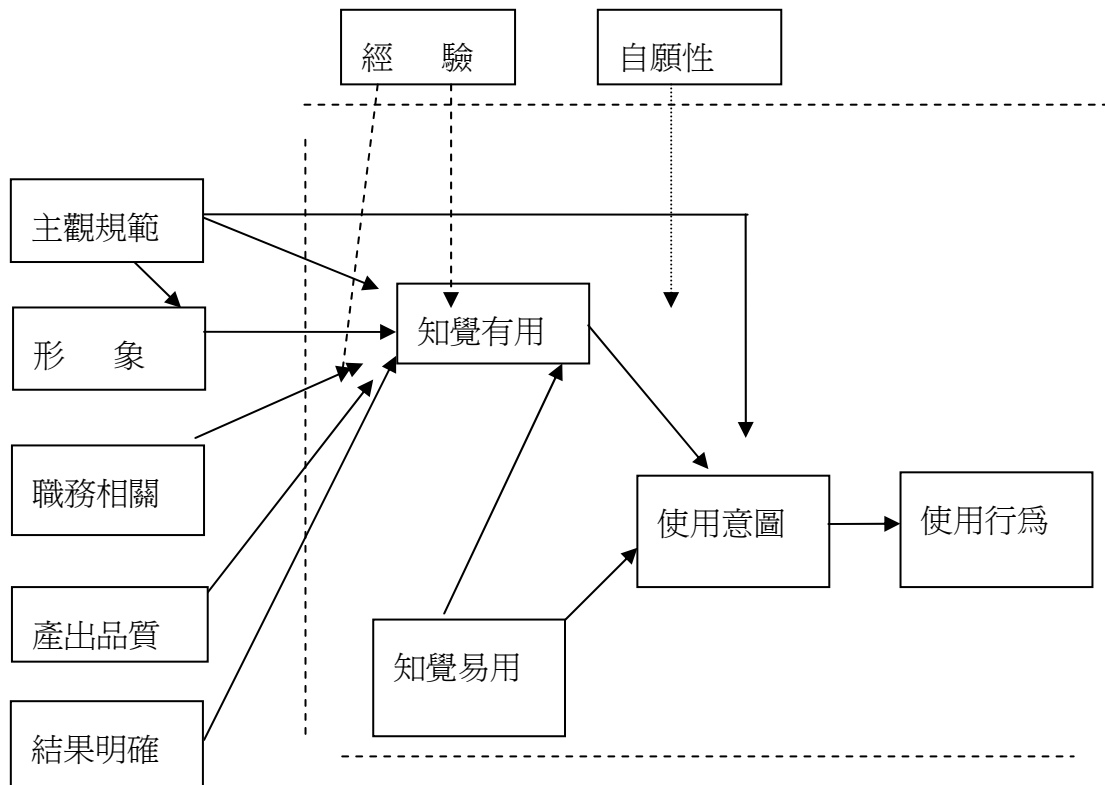 經 驗
自願性
主觀規範
形 象
知覺有用
職務相關
使用意圖
使用行為
產出品質
知覺易用
結果明確